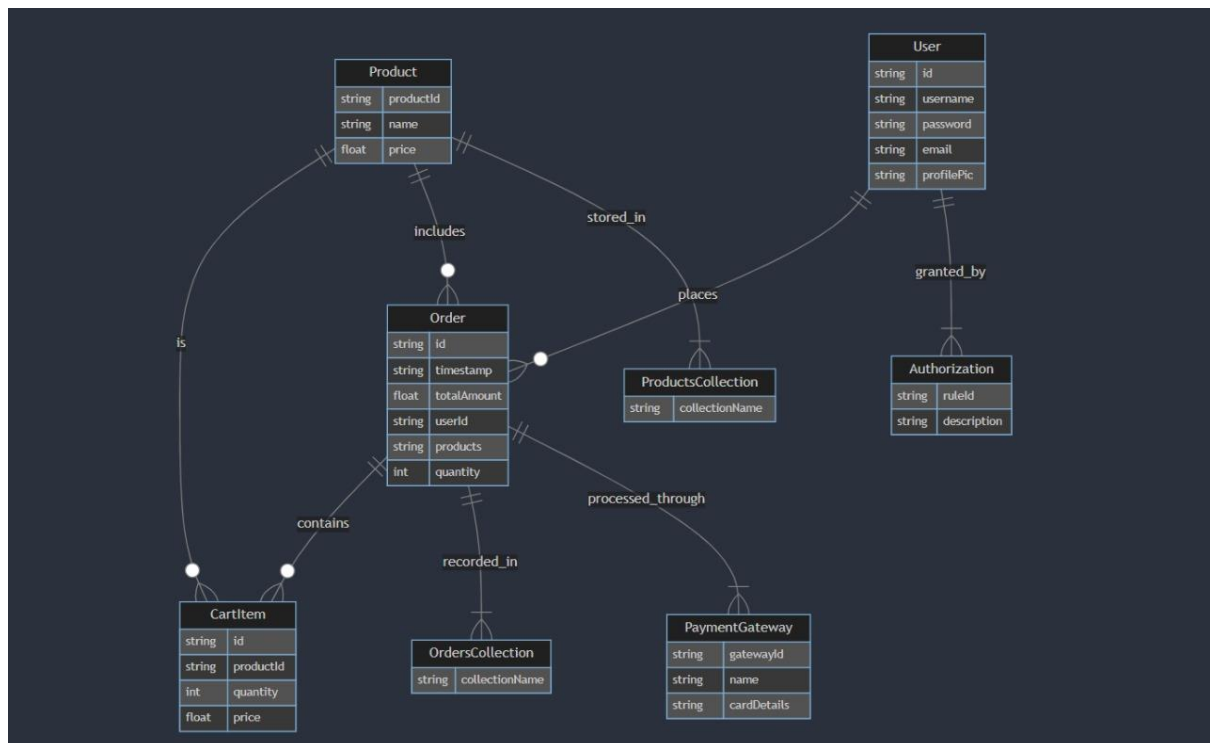 Product
string productId
string name
float price
User
string id
string username
string password
string email
string profilePic
includes
stored_in
places
granted_by
is
Order
string id
string timestamp
float totalAmount
string userId
string products
int quantity
ProductsCollection
string collectionName
Authorization
string ruleId
string description
contains
recorded_in
processed_through
CartItem
string id
string productId
int quantity
float price
OrdersCollection
string collectionName
PaymentGateway
string gatewayId
string name
string cardDetails